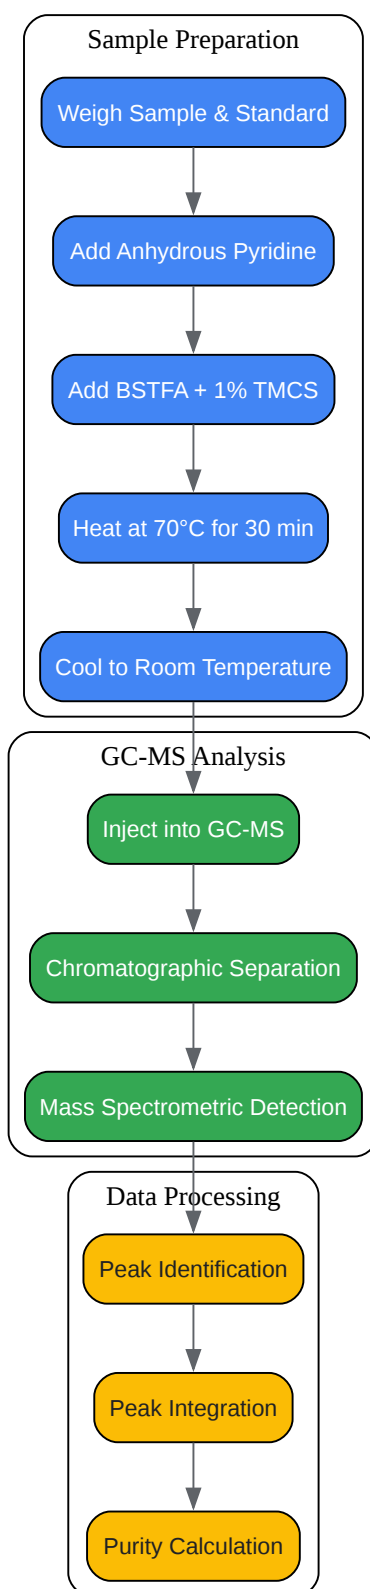 Sample Preparation
Weigh Sample & Standard
Add Anhydrous Pyridine
Add BSTFA + 1% TMCS
Heat at 70°C for 30 min
Cool to Room Temperature
GC-MS Analysis
Inject into GC-MS
Chromatographic Separation
Mass Spectrometric Detection
Data Processing
Peak Identification
Peak Integration
Purity Calculation